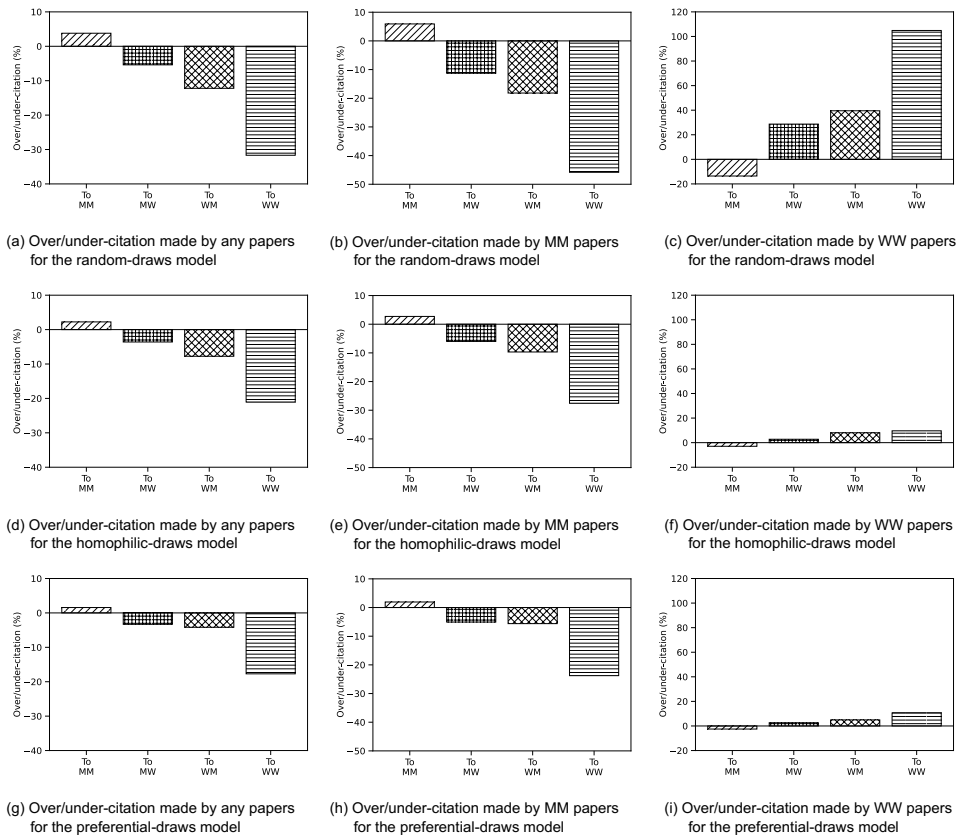 10
0
−10
−20
−30
−40
Over/under-citation (%)
To
MM
To
MW
To
WM
To
WW
(a) Over/under-citation made by any papers
for the random-draws model
10
0
−10
−20
−30
−40
−50
Over/under-citation (%)
To
MM
To
MW
To
WM
To
WW
(b) Over/under-citation made by MM papers
for the random-draws model
120
100
80
60
40
20
0
−20
Over/under-citation (%)
To
MM
To
MW
To
WM
To
WW
(c) Over/under-citation made by WW papers
for the random-draws model
10
0
−10
−20
−30
−40
Over/under-citation (%)
To
MM
To
MW
To
WM
To
WW
(d) Over/under-citation made by any papers
for the homophilic-draws model
10
0
−10
−20
−30
−40
−50
Over/under-citation (%)
To
MM
To
MW
To
WM
To
WW
(e) Over/under-citation made by MM papers
for the homophilic-draws model
120
100
80
60
40
20
0
−20
Over/under-citation (%)
To
MM
To
MW
To
WM
To
WW
(f) Over/under-citation made by WW papers
for the homophilic-draws model
10
0
−10
−20
−30
−40
Over/under-citation (%)
To
MM
To
MW
To
WM
To
WW
(g) Over/under-citation made by any papers
for the preferential-draws model
10
0
−10
−20
−30
−40
−50
Over/under-citation (%)
To
MM
To
MW
To
WM
To
WW
(h) Over/under-citation made by MM papers
for the preferential-draws model
120
100
80
60
40
20
0
−20
Over/under-citation (%)
To
MM
To
MW
To
WM
To
WW
(i) Over/under-citation made by WW papers
for the preferential-draws model